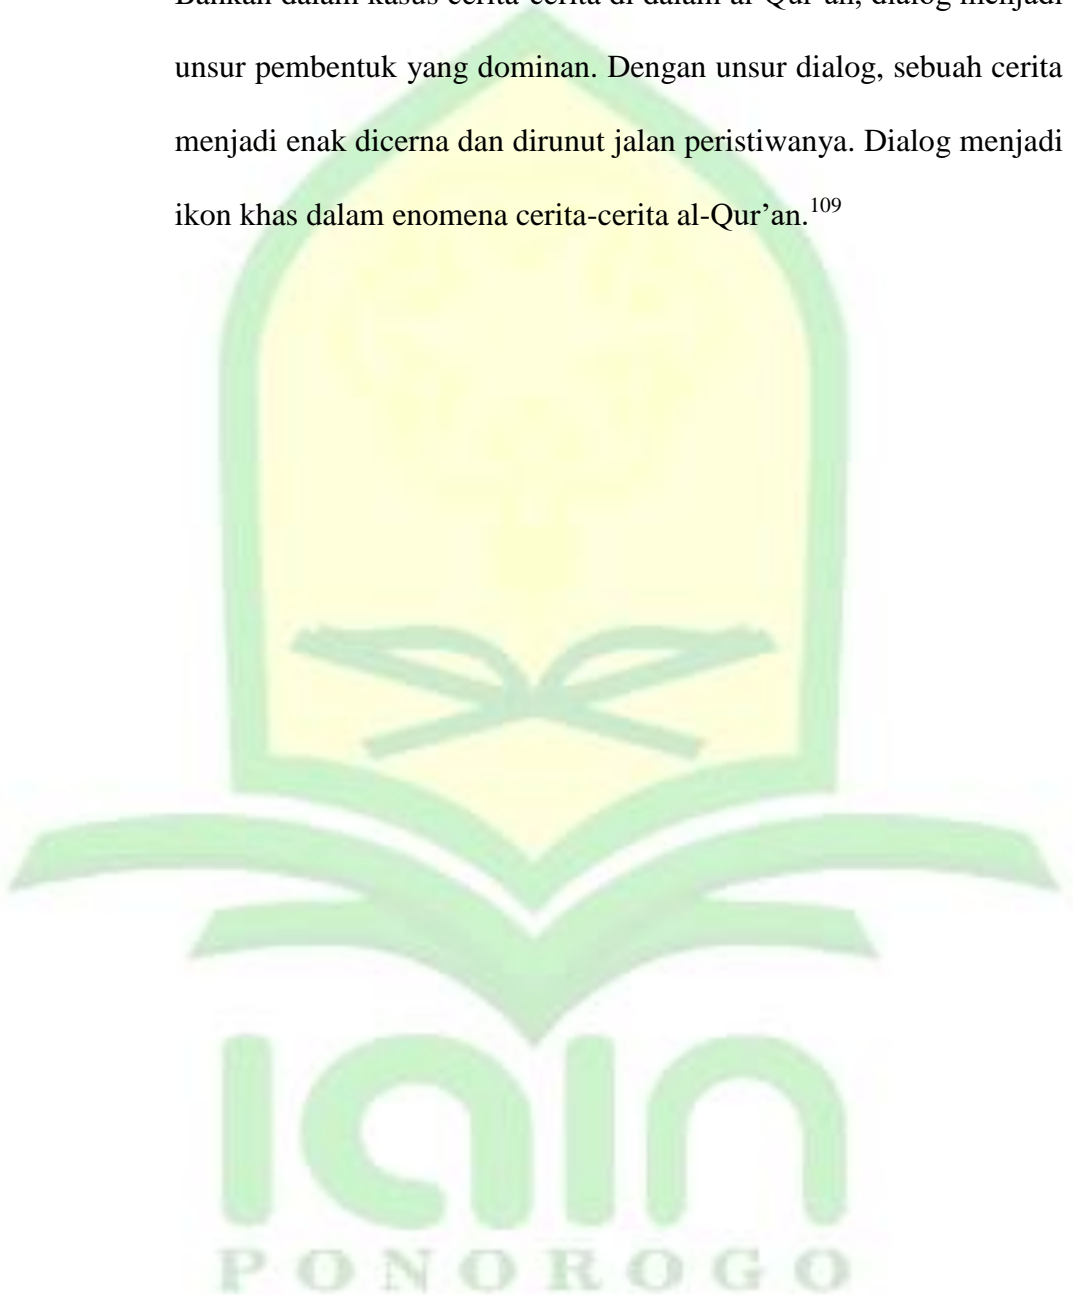 Bahkan dalam kasus cerita-cerita di dalam al-Qur’an, dialog menjadi
unsur pembentuk yang dominan. Dengan unsur dialog, sebuah cerita
menjadi enak dicerna dan dirunut jalan peristiwanya. Dialog menjadi
ikon khas dalam enomena cerita-cerita al-Qur’an.109
iain
PONOROGO